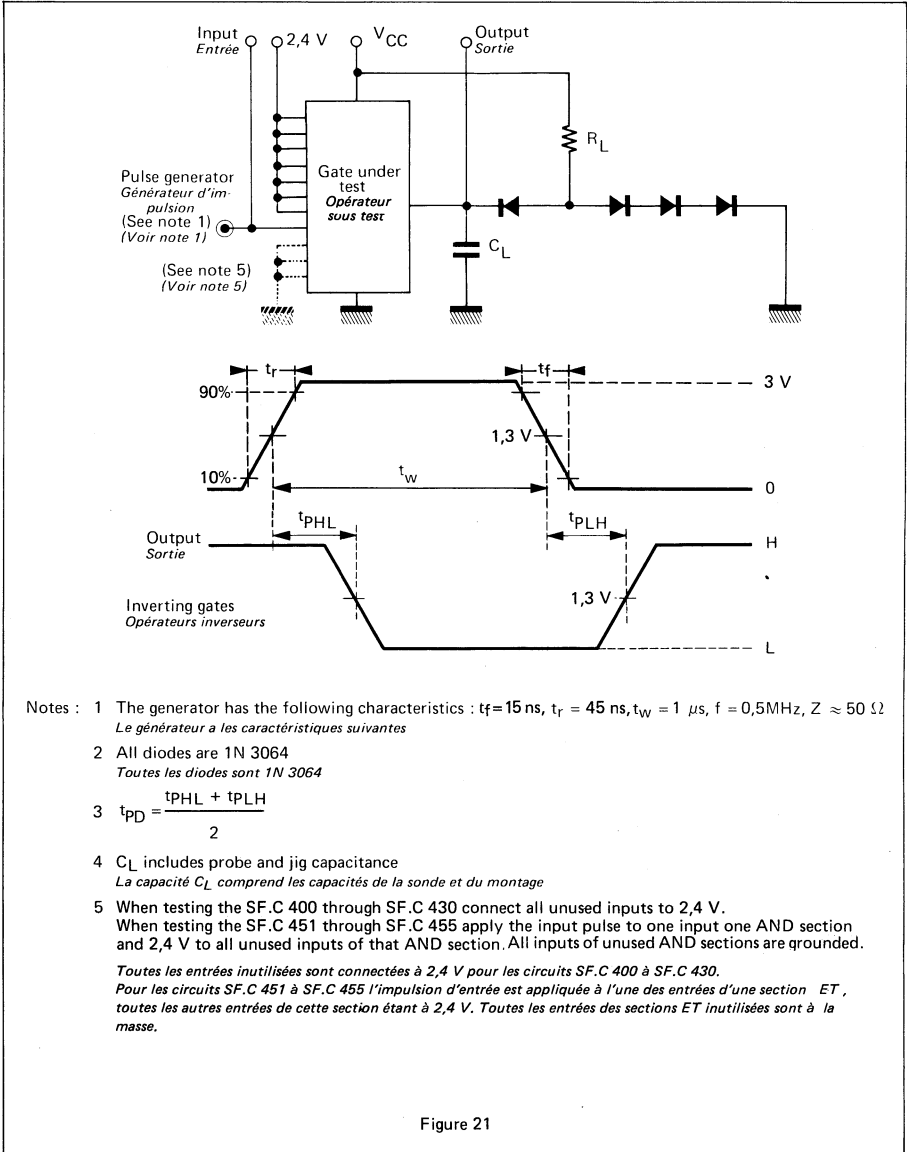 Input
Entrée
2,4 V
VCC
Output
Sortie
RL
Pulse generator
Générateur d'im-
pulsion
(See note 1)
(Voir note 1)
Gate under
test
Opérateur
sous test
CL
(See note 5)
(Voir note 5)
tr
tf
90%
3 V
1,3 V
10%
tw
0
tPHL
tPLH
Output
Sortie
H
Inverting gates
Opérateurs inverseurs
1,3 V
L
Notes : 1 The generator has the following characteristics : tf=15 ns, tr = 45 ns, tw = 1 μs, f = 0,5MHz, Z ≈ 50 Ω
Le générateur a les caractéristiques suivantes
2 All diodes are 1N 3064
Toutes les diodes sont 1N 3064
3 tPD = tPHL + tPLH
2
4 CL includes probe and jig capacitance
La capacité CL comprend les capacités de la sonde et du montage
5 When testing the SF.C 400 through SF.C 430 connect all unused inputs to 2,4 V.
When testing the SF.C 451 through SF.C 455 apply the input pulse to one input one AND section
and 2,4 V to all unused inputs of that AND section. All inputs of unused AND sections are grounded.
Toutes les entrées inutilisées sont connectées à 2,4 V pour les circuits SF.C 400 à SF.C 430.
Pour les circuits SF.C 451 à SF.C 455 l'impulsion d'entrée est appliquée à l'une des entrées d'une section ET ,
toutes les autres entrées de cette section étant à 2,4 V. Toutes les entrées des sections ET inutilisées sont à la
masse.
Figure 21